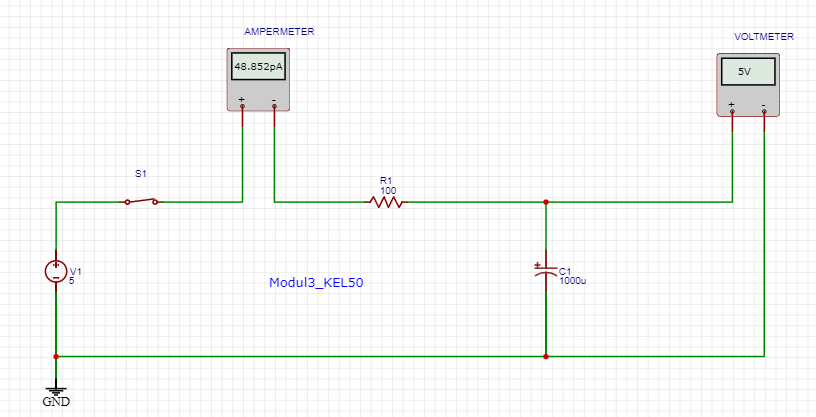 AMPERMETER
48.852pA
+ -
VOLTMETER
5V
+ -
S1
R1
100
V1
5
C1
1000u
Modul3_KEL50
GND